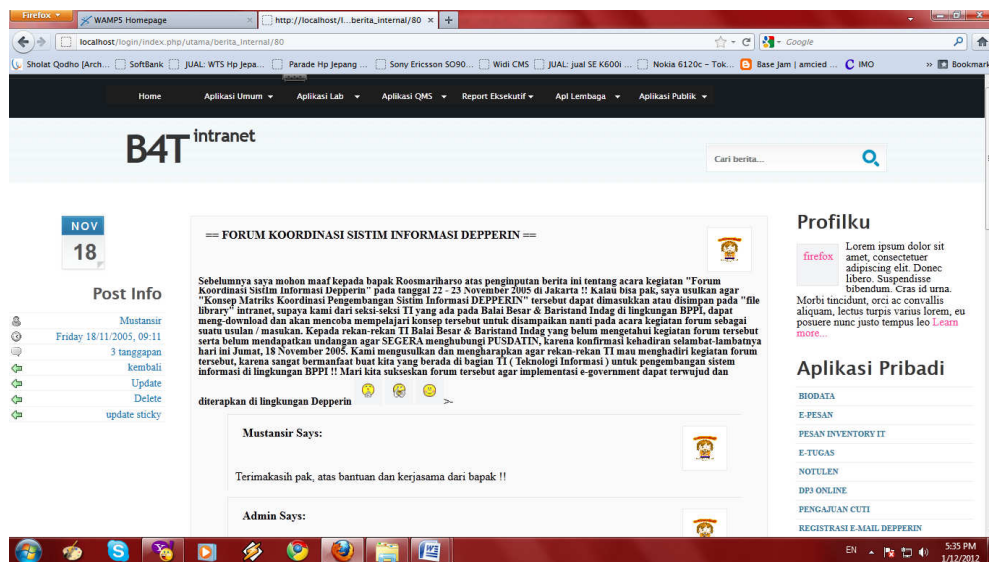 Firefox
WAMP5 Homepage
http://localhost/l...berita_internal/80
localhost/login/index.php/utama/berita_internal/80
Google
Sholat Qodho [Arch...
SoftBank
JUAL: WTS Hp Jepa...
Parade Hp Jepang ...
Sony Ericsson SO90...
Widi CMS
JUAL: jual SE K600i ...
Nokia 6120c – Tok...
Base Jam | amcied ...
IMO
Bookmark
Home
Aplikasi Umum
Aplikasi Lab
Aplikasi QMS
Report Eksekutif
Apl Lembaga
Aplikasi Publik
B4T intranet
Cari berita...
NOV
18
Post Info
Mustansir
Friday 18/11/2005, 09:11
3 tanggapan
kembali
Update
Delete
update sticky
== FORUM KOORDINASI SISTIM INFORMASI DEPPERIN ==
Sebelumnya saya mohon maaf kepada bapak Roosmariharso atas penginputan berita ini tentang acara kegiatan "Forum
Koordinasi Sistim Informasi Depperin" pada tanggal 22 - 23 November 2005 di Jakarta !! Kalau bisa pak, saya usulkan agar
"Konsep Matriks Koordinasi Pengembangan Sistim Informasi DEPPERIN" tersebut dapat dimasukkan atau disimpan pada "file
library" intranet, supaya kami dari seksi-seksi TI yang ada pada Balai Besar & Baristand Indag di lingkungan BPPI, dapat
meng-download dan akan mencoba mempelajari konsep tersebut untuk disampaikan nanti pada acara kegiatan forum sebagai
suatu usulan / masukan. Kepada rekan-rekan TI Balai Besar & Baristand Indag yang belum mengetahui kegiatan forum tersebut
serta belum mendapatkan undangan agar SEGERA menghubungi PUSDATIN, karena konfirmasi kehadiran selambat-lambatnya
hari ini Jumat, 18 November 2005. Kami mengusulkan dan mengharapkan agar rekan-rekan TI mau menghadiri kegiatan forum
tersebut, karena sangat bermanfaat buat kita yang berada di bagian TI ( Teknologi Informasi ) untuk pengembangan sistem
informasi di lingkungan BPPI !! Mari kita sukseskan forum tersebut agar implementasi e-government dapat terwujud dan
diterapkan di lingkungan Depperin >-
Mustansir Says:
Terimakasih pak, atas bantuan dan kerjasama dari bapak !!
Admin Says:
Profilku
firefox
Lorem ipsum dolor sit
amet, consectetuer
adipiscing elit. Donec
libero. Suspendisse
bibendum. Cras id urna.
Morbi tincidunt, orci ac convallis
aliquam, lectus turpis varius lorem, eu
posuere nunc justo tempus leo Learn
more...
Aplikasi Pribadi
BIODATA
E-PESAN
PESAN INVENTORY IT
E-TUGAS
NOTULEN
DP3 ONLINE
PENGAJUAN CUTI
REGISTRASI E-MAIL DEPPERIN
EN
5:35 PM
1/12/2012